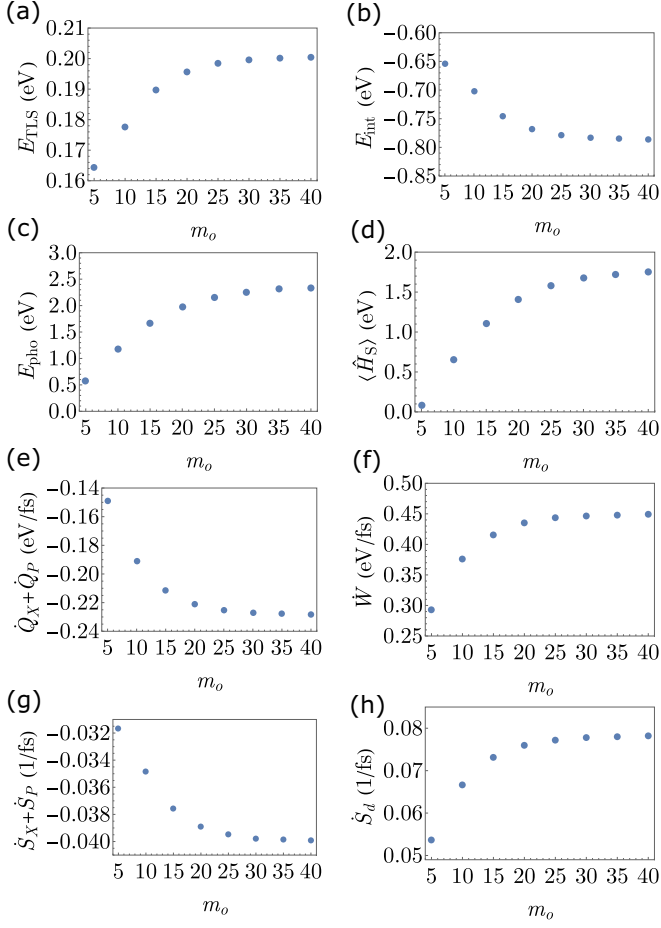 (a)
0.21
0.20
0.19
0.18
0.17
0.16
E_TLS (eV)
5 10 15 20 25 30 35 40
m_o
(b)
−0.60
−0.65
−0.70
−0.75
−0.80
−0.85
E_int (eV)
5 10 15 20 25 30 35 40
m_o
(c)
3.0
2.5
2.0
1.5
1.0
0.5
0.0
E_pho (eV)
5 10 15 20 25 30 35 40
m_o
(d)
2.0
1.5
1.0
0.5
0.0
⟨Ĥ_S⟩ (eV)
5 10 15 20 25 30 35 40
m_o
(e)
−0.14
−0.16
−0.18
−0.20
−0.22
−0.24
Q̇_X+Q̇_P (eV/fs)
5 10 15 20 25 30 35 40
m_o
(f)
0.50
0.45
0.40
0.35
0.30
0.25
Ẇ (eV/fs)
5 10 15 20 25 30 35 40
m_o
(g)
−0.032
−0.034
−0.036
−0.038
−0.040
Ṡ_X+Ṡ_P (1/fs)
5 10 15 20 25 30 35 40
m_o
(h)
0.08
0.07
0.06
0.05
Ṡ_d (1/fs)
5 10 15 20 25 30 35 40
m_o